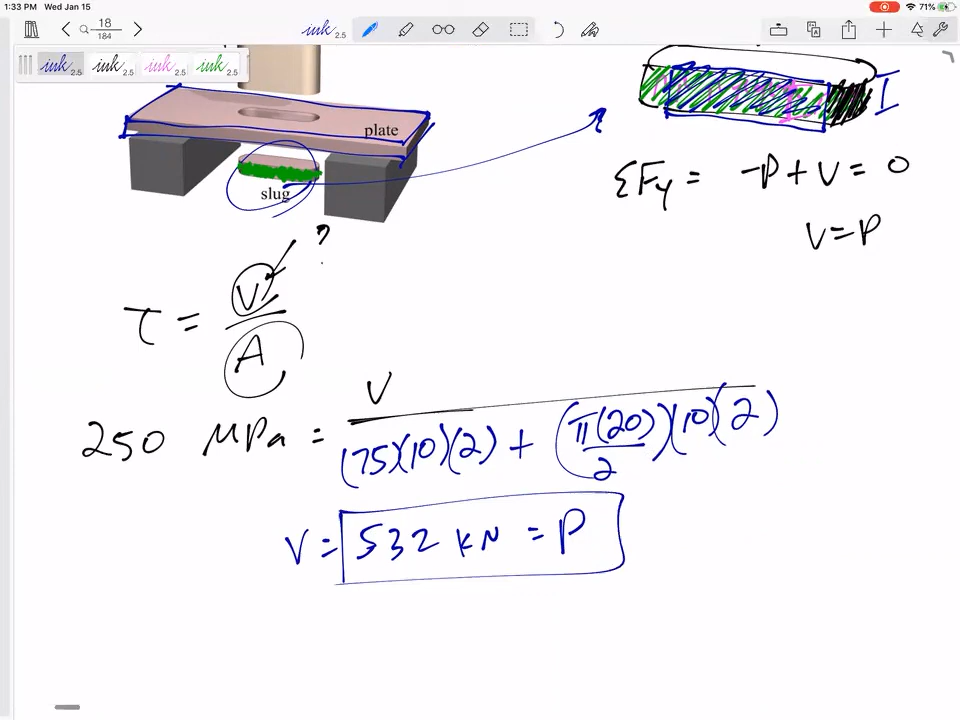 1:33 PM Wed Jan 15
71%
18
184
ink 2.5
ink 2.5 ink 2.5 ink 2.5 ink 2.5
plate
slug
I
ΣFy = -P + V = 0
V = P
?
τ = V / A
250 MPa = V / (75)(10)(2) + (π(20)/2)(10)(2)
V = 532 kN = P